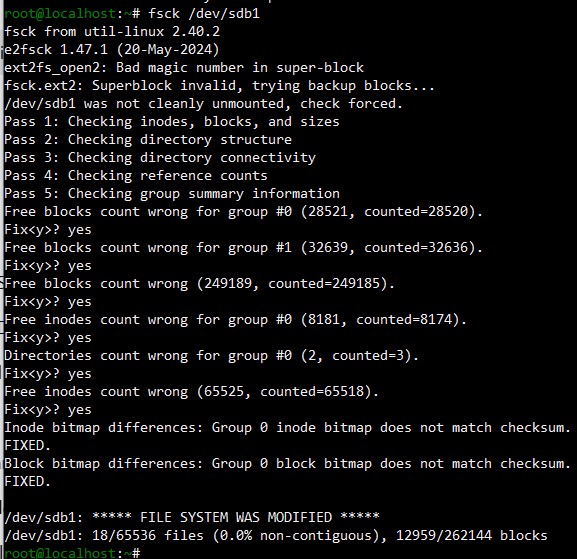 root@localhost:~# fsck /dev/sdb1
fsck from util-linux 2.40.2
e2fsck 1.47.1 (20-May-2024)
ext2fs_open2: Bad magic number in super-block
fsck.ext2: Superblock invalid, trying backup blocks...
/dev/sdb1 was not cleanly unmounted, check forced.
Pass 1: Checking inodes, blocks, and sizes
Pass 2: Checking directory structure
Pass 3: Checking directory connectivity
Pass 4: Checking reference counts
Pass 5: Checking group summary information
Free blocks count wrong for group #0 (28521, counted=28520).
Fix<y>? yes
Free blocks count wrong for group #1 (32639, counted=32636).
Fix<y>? yes
Free blocks count wrong (249189, counted=249185).
Fix<y>? yes
Free inodes count wrong for group #0 (8181, counted=8174).
Fix<y>? yes
Directories count wrong for group #0 (2, counted=3).
Fix<y>? yes
Free inodes count wrong (65525, counted=65518).
Fix<y>? yes
Inode bitmap differences: Group 0 inode bitmap does not match checksum.
FIXED.
Block bitmap differences: Group 0 block bitmap does not match checksum.
FIXED.
/dev/sdb1: ***** FILE SYSTEM WAS MODIFIED *****
/dev/sdb1: 18/65536 files (0.0% non-contiguous), 12959/262144 blocks
root@localhost:~#